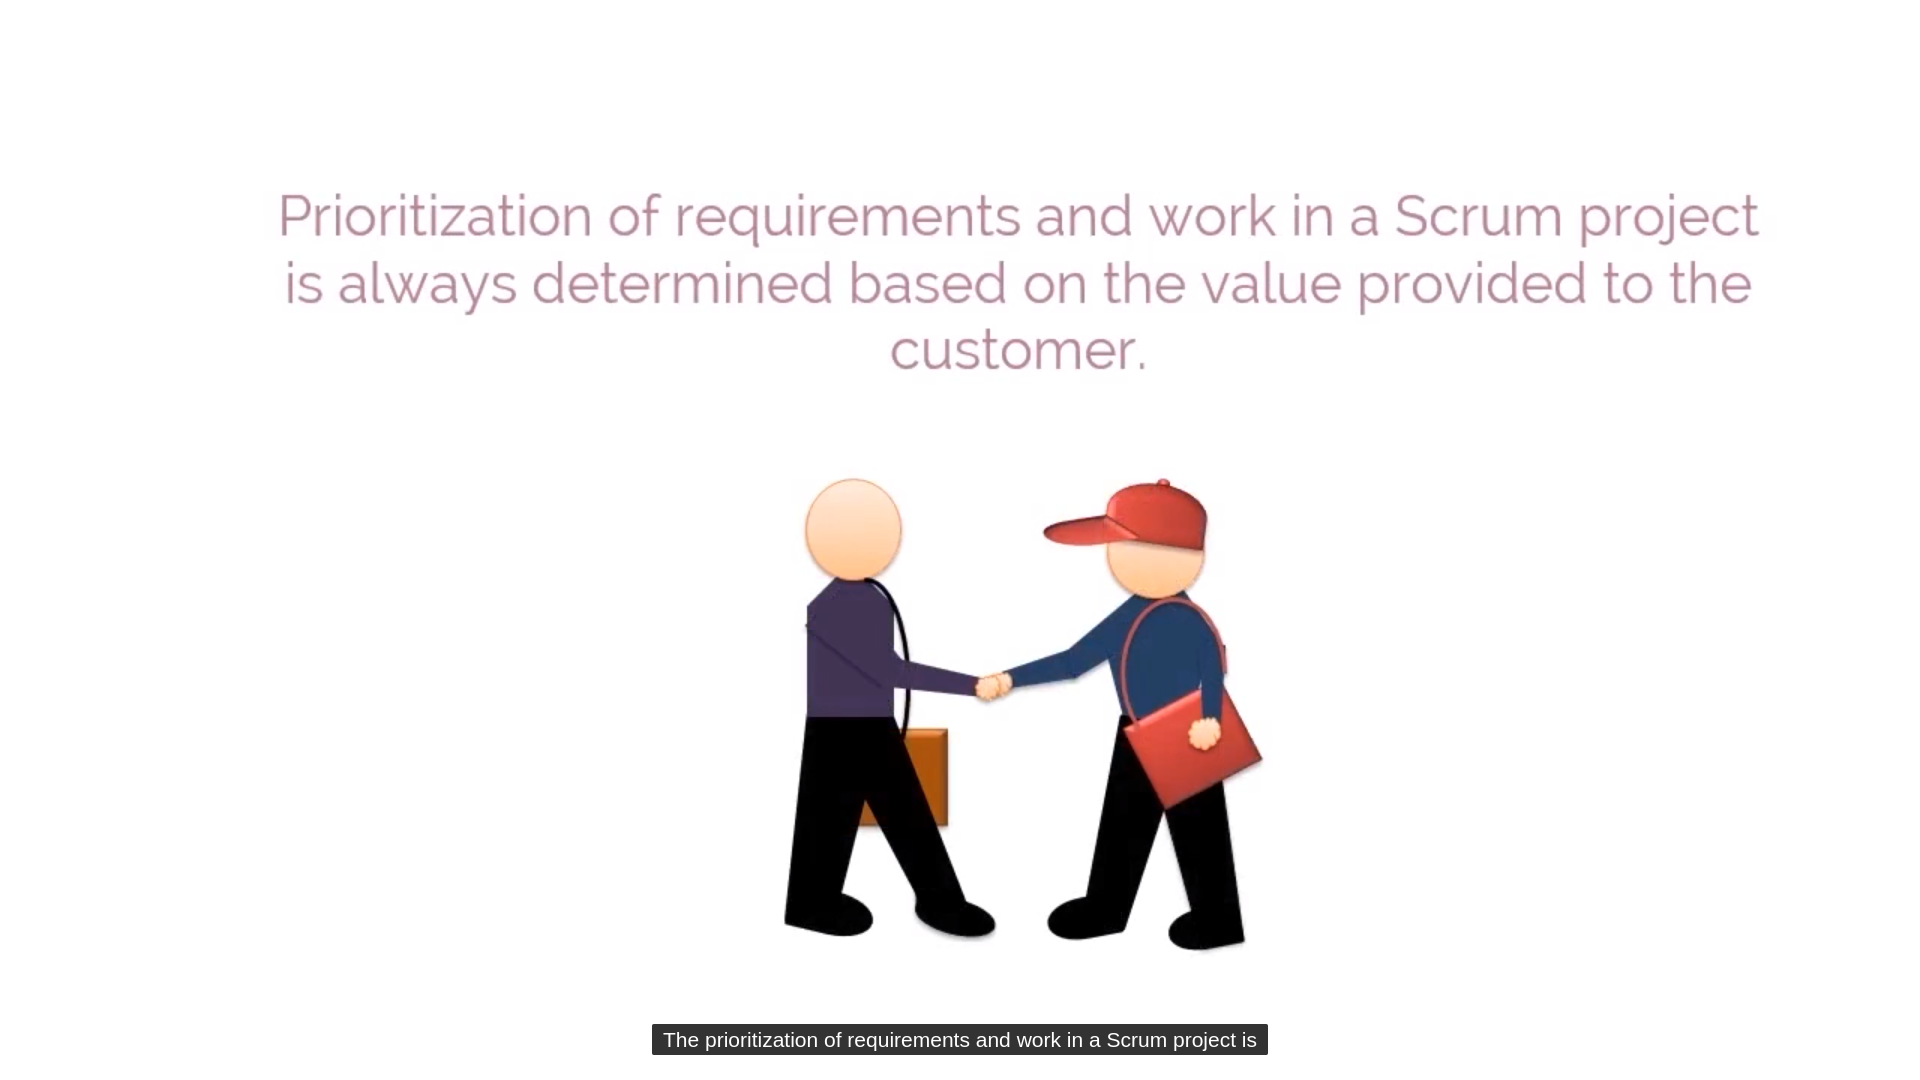 Prioritization of requirements and work in a Scrum project
is always determined based on the value provided to the
customer.
The prioritization of requirements and work in a Scrum project is